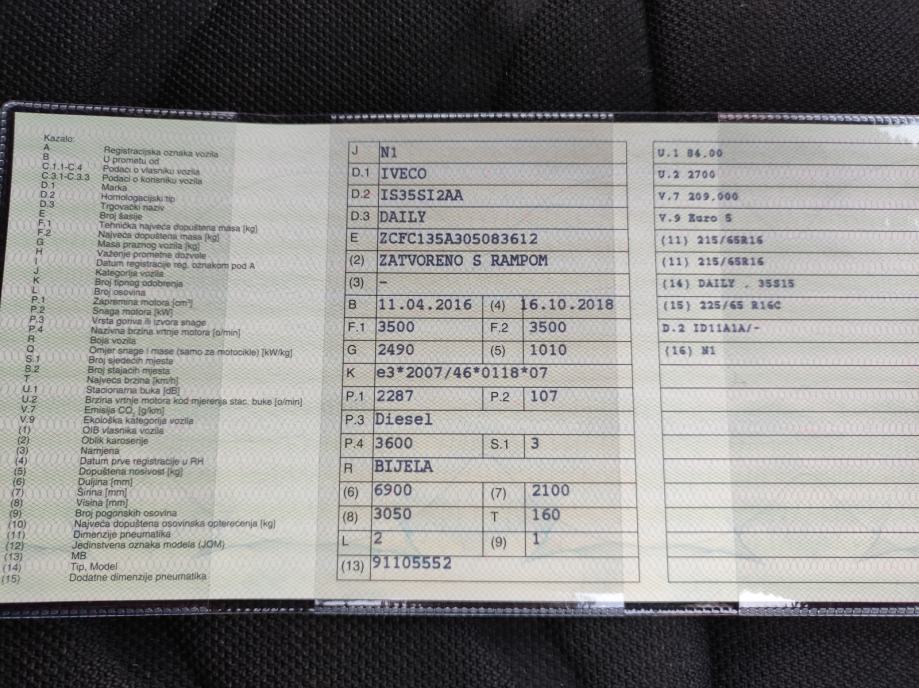 Kazalo:
A Registracijska oznaka vozila
B U prometu od
C.1.1-C.4 Podaci o vlasniku vozila
C.3.1-C.3.3 Podaci o korisniku vozila
D.1 Marka
D.2 Homologacijski tip
D.3 Trgovački naziv
E Broj šasije
F.1 Tehnička najveća dopuštena masa [kg]
F.2 Najveća dopuštena masa [kg]
G Masa praznog vozila [kg]
H Važenje prometne dozvole
I Datum registracije reg. oznakom pod A
J Kategorija vozila
K Broj tipnog odobrenja
L Broj osovina
P.1 Zapremina motora [cm³]
P.2 Snaga motora [kW]
P.3 Vrsta goriva ili izvora snage
P.4 Nazivna brzina vrtnje motora [o/min]
R Boja vozila
Q Omjer snage i mase (samo za motocikle) [kW/kg]
S.1 Broj sjedećih mjesta
S.2 Broj stajaćih mjesta
T Najveća brzina [km/h]
U.1 Stacionarna buka [dB]
U.2 Brzina vrtnje motora kod mjerenja stac. buke [o/min]
V.7 Emisija CO₂ [g/km]
V.9 Ekološka kategorija vozila
(1) OIB vlasnika vozila
(2) Oblik karoserije
(3) Namjena
(4) Datum prve registracije u RH
(5) Dopuštena nosivost [kg]
(6) Duljina [mm]
(7) Širina [mm]
(8) Visina [mm]
(9) Broj pogonskih osovina
(10) Najveća dopuštena osovinska opterećenja [kg]
(11) Dimenzije pneumatika
(12) Jedinstvena oznaka modela (JOM)
(13) MB
(14) Tip, Model
(15) Dodatne dimenzije pneumatika
J N1
D.1 IVECO
D.2 IS35SI2AA
D.3 DAILY
E ZCFC135A305083612
(2) ZATVORENO S RAMPOM
(3) -
B 11.04.2016 (4) 16.10.2018
F.1 3500 F.2 3500
G 2490 (5) 1010
K e3*2007/46*0118*07
P.1 2287 P.2 107
P.3 Diesel
P.4 3600 S.1 3
R BIJELA
(6) 6900 (7) 2100
(8) 3050 T 160
L 2 (9) 1
(13) 91105552
U.1 84,00
U.2 2700
V.7 209,000
V.9 Euro 5
(11) 215/65R16
(11) 215/65R16
(14) DAILY , 35S15
(15) 225/65 R16C
D.2 ID11A1A/-
(16) N1